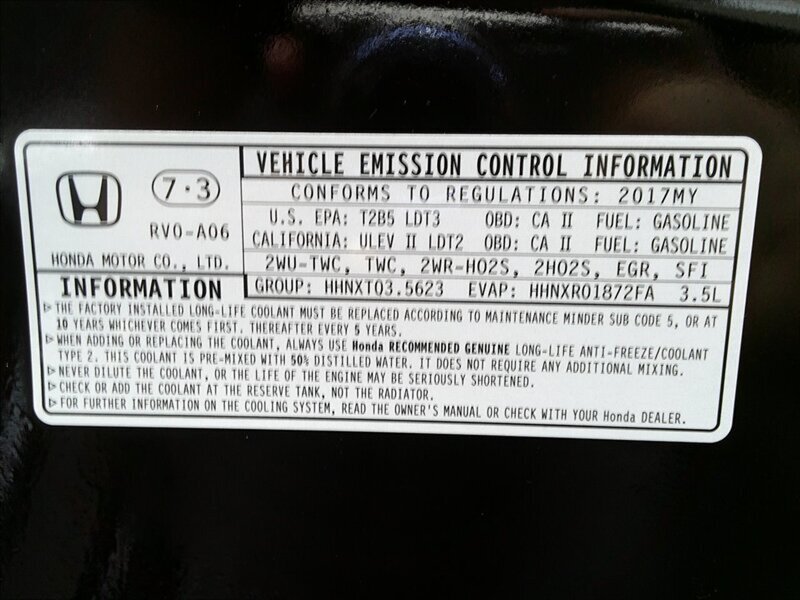 7·3
RV0-A06
HONDA MOTOR CO., LTD.
VEHICLE EMISSION CONTROL INFORMATION
CONFORMS TO REGULATIONS: 2017MY
U.S. EPA: T2B5 LDT3 OBD: CA II FUEL: GASOLINE
CALIFORNIA: ULEV II LDT2 OBD: CA II FUEL: GASOLINE
2WU-TWC, TWC, 2WR-HO2S, 2HO2S, EGR, SFI
GROUP: HHNXT03.5623 EVAP: HHNXR01872FA 3.5L
INFORMATION
▷THE FACTORY INSTALLED LONG-LIFE COOLANT MUST BE REPLACED ACCORDING TO MAINTENANCE MINDER SUB CODE 5, OR AT
10 YEARS WHICHEVER COMES FIRST. THEREAFTER EVERY 5 YEARS.
▷WHEN ADDING OR REPLACING THE COOLANT, ALWAYS USE Honda RECOMMENDED GENUINE LONG-LIFE ANTI-FREEZE/COOLANT
TYPE 2. THIS COOLANT IS PRE-MIXED WITH 50% DISTILLED WATER. IT DOES NOT REQUIRE ANY ADDITIONAL MIXING.
▷NEVER DILUTE THE COOLANT, OR THE LIFE OF THE ENGINE MAY BE SERIOUSLY SHORTENED.
▷CHECK OR ADD THE COOLANT AT THE RESERVE TANK, NOT THE RADIATOR.
▷FOR FURTHER INFORMATION ON THE COOLING SYSTEM, READ THE OWNER'S MANUAL OR CHECK WITH YOUR Honda DEALER.